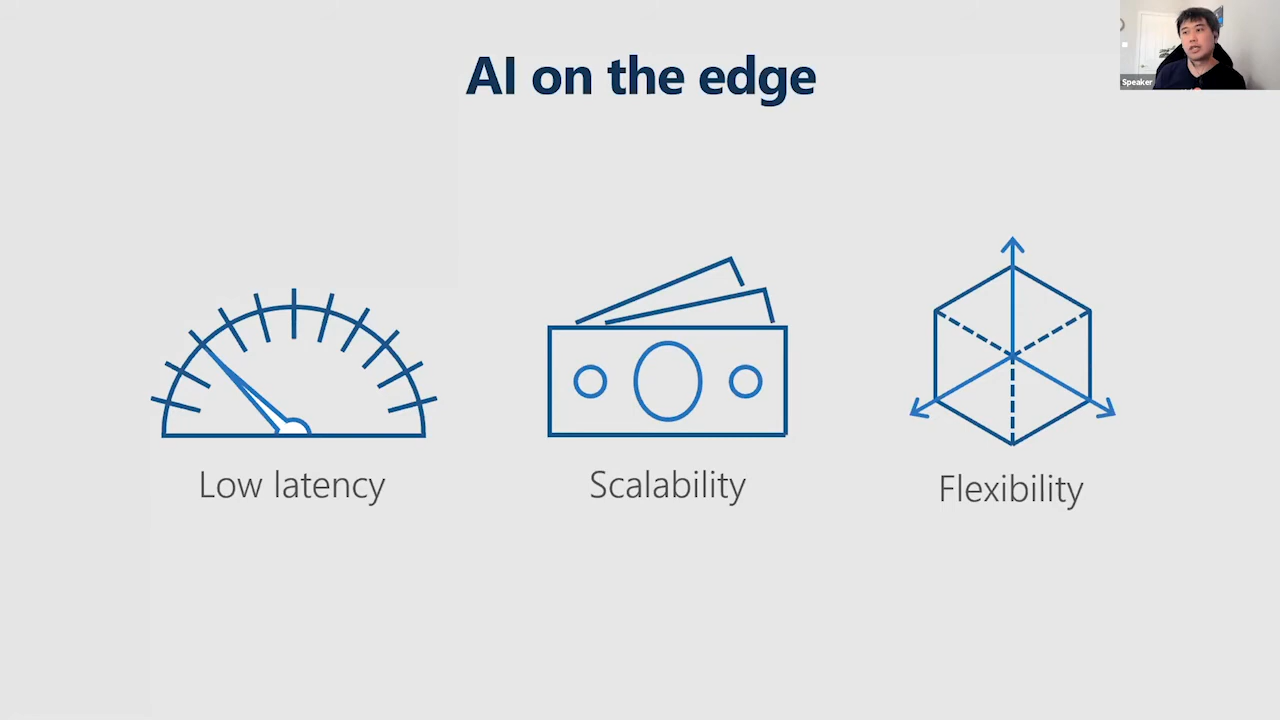 AI on the edge
Speaker
Low latency
Scalability
Flexibility